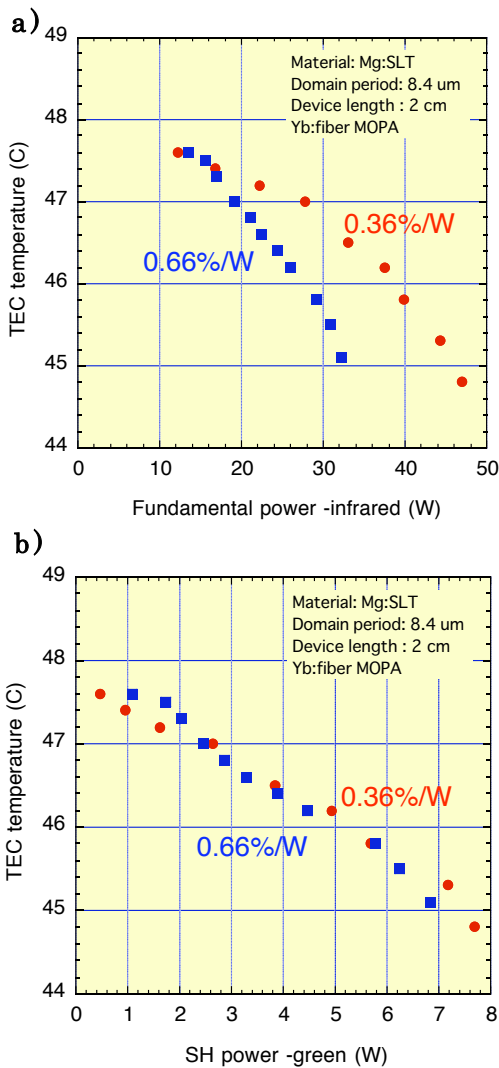 a)
49
48
47
46
45
44
TEC temperature (C)
Material: Mg:SLT
Domain period: 8.4 um
Device length : 2 cm
Yb:fiber MOPA
0.36%/W
0.66%/W
0 10 20 30 40 50
Fundamental power -infrared (W)
b)
49
48
47
46
45
44
TEC temperature (C)
Material: Mg:SLT
Domain period: 8.4 um
Device length : 2 cm
Yb:fiber MOPA
0.36%/W
0.66%/W
0 1 2 3 4 5 6 7 8
SH power -green (W)